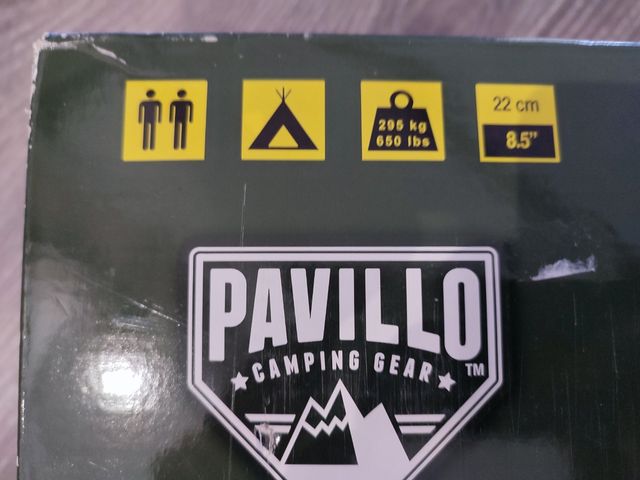 295 kg
650 lbs
22 cm
8.5"
PAVILLO
TM
CAMPING GEAR